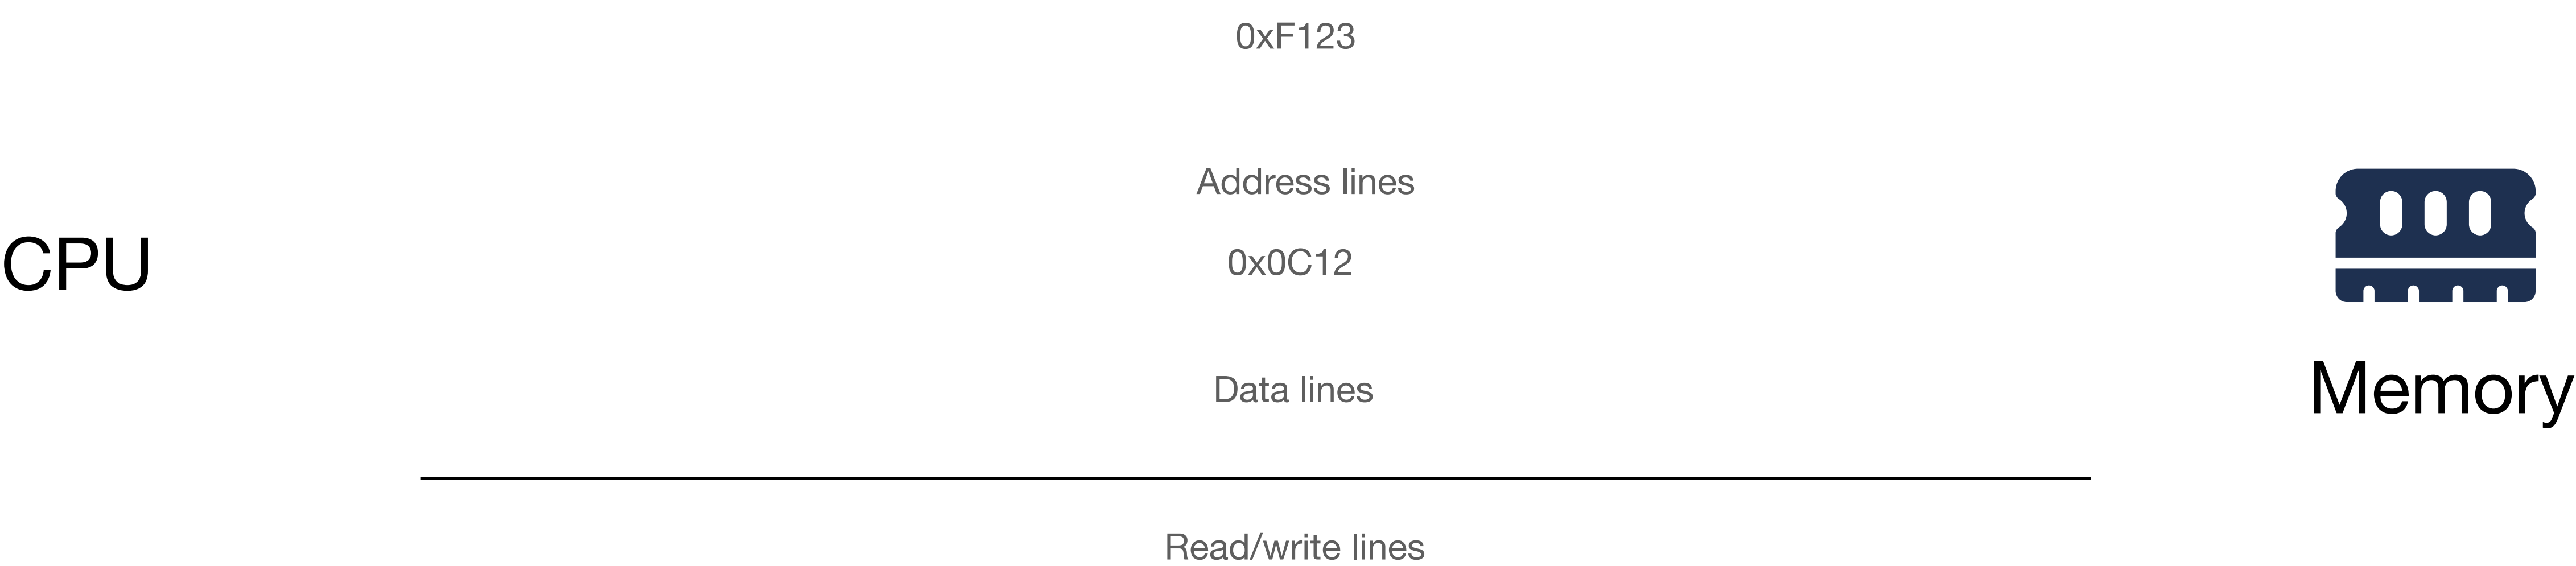 0xF123
Address lines
CPU
0x0C12
Data lines
Memory
Read/write lines